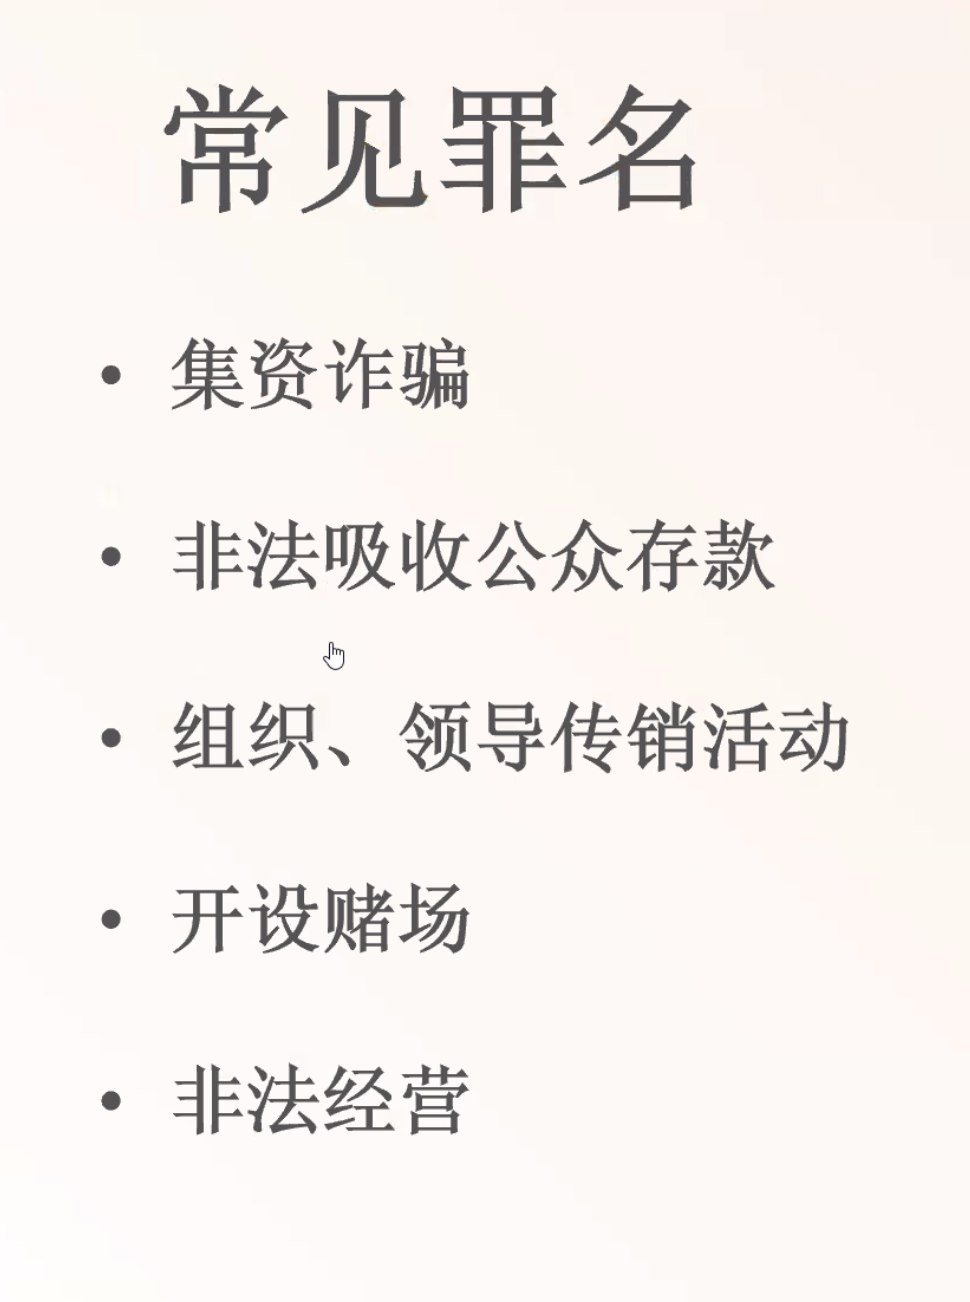 常见罪名
• 集资诈骗
• 非法吸收公众存款
• 组织、领导传销活动
• 开设赌场
• 非法经营